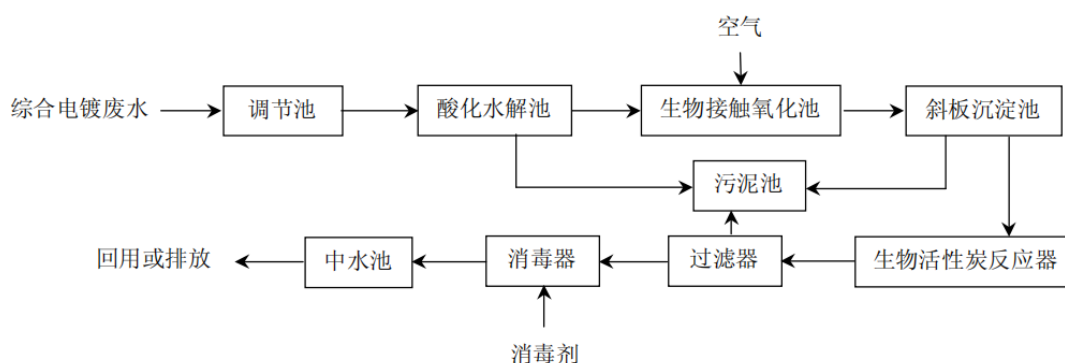 空气
综合电镀废水
调节池
酸化水解池
生物接触氧化池
斜板沉淀池
污泥池
回用或排放
中水池
消毒器
过滤器
生物活性炭反应器
消毒剂